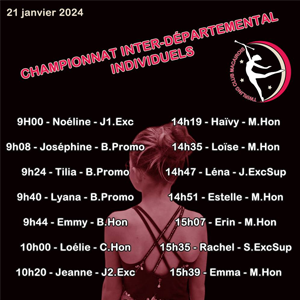 21 janvier 2024
CHAMPIONNAT INTER-DÉPARTEMENTAL
INDIVIDUELS
TWIRLING CLUB
9H00 - Noéline - J1.Exc
9h08 - Joséphine - B.Promo
9h24 - Tilia - B.Promo
9h40 - Lyana - B.Promo
9h44 - Emmy - B.Hon
10h00 - Loélie - C.Hon
10h20 - Jeanne - J2.Exc
14h19 - Haïvy - M.Hon
14h35 - Loïse - M.Hon
14h47 - Léna - J.ExcSup
14h51 - Estelle - M.Hon
15h07 - Erin - M.Hon
15h35 - Rachel - S.ExcSup
15h39 - Emma - M.Hon